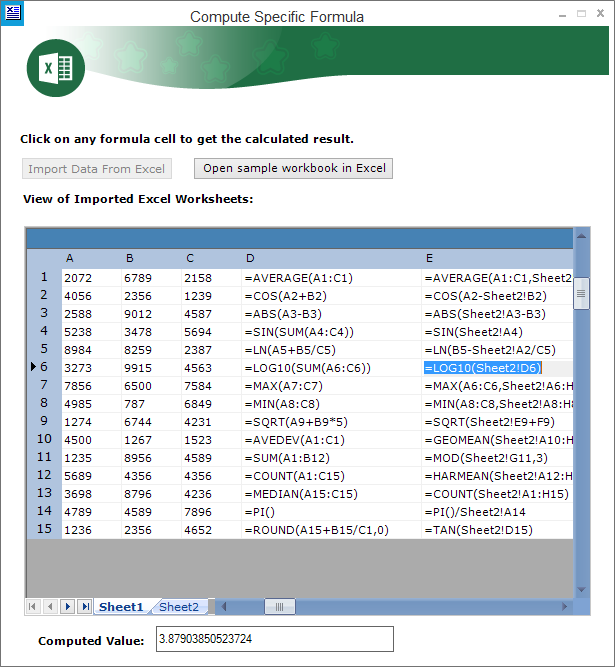 Compute Specific Formula
Click on any formula cell to get the calculated result.
Import Data From Excel Open sample workbook in Excel
View of Imported Excel Worksheets:
A B C D E
1 2072 6789 2158 =AVERAGE(A1:C1) =AVERAGE(A1:C1,Sheet2
2 4056 2356 1239 =COS(A2+B2) =COS(A2-Sheet2!B2)
3 2588 9012 4587 =ABS(A3-B3) =ABS(Sheet2!A3-B3)
4 5238 3478 5694 =SIN(SUM(A4:C4)) =SIN(Sheet2!A4)
5 8984 8259 2387 =LN(A5+B5/C5) =LN(B5-Sheet2!A2/C5)
6 3273 9915 4563 =LOG10(SUM(A6:C6)) =LOG10(Sheet2!D6)
7 7856 6500 7584 =MAX(A7:C7) =MAX(A6:C6,Sheet2!A6:H
8 4985 787 6849 =MIN(A8:C8) =MIN(A8:C8,Sheet2!A8:H8
9 1274 6744 4231 =SQRT(A9+B9*5) =SQRT(Sheet2!E9+F9)
10 4500 1267 1523 =AVEDEV(A1:C1) =GEOMEAN(Sheet2!A10:H
11 1235 8956 4589 =SUM(A1:B12) =MOD(Sheet2!G11,3)
12 5689 4356 4356 =COUNT(A1:C15) =HARMEAN(Sheet2!A12:H
13 3698 8796 4236 =MEDIAN(A15:C15) =COUNT(Sheet2!A1:H15)
14 4789 4589 7896 =PI() =PI()/Sheet2!A14
15 1236 2356 4652 =ROUND(A15+B15/C1,0) =TAN(Sheet2!D15)
Sheet1 Sheet2
Computed Value: 3.87903850523724